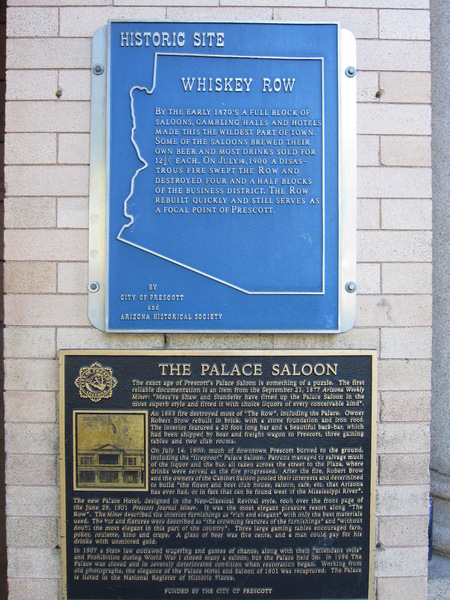 HISTORIC SITE
WHISKEY ROW
BY THE EARLY 1870'S A FULL BLOCK OF
SALOONS, GAMBLING HALLS AND HOTELS
MADE THIS THE WILDEST PART OF TOWN.
SOME OF THE SALOONS BREWED THEIR
OWN BEER AND MOST DRINKS SOLD FOR
12½¢ EACH. ON JULY 14, 1900 A DISAS-
TROUS FIRE SWEPT THE ROW AND
DESTROYED FOUR AND A HALF BLOCKS
OF THE BUSINESS DISTRICT. THE ROW
REBUILT QUICKLY AND STILL SERVES AS
A FOCAL POINT OF PRESCOTT.
BY
CITY OF PRESCOTT
and
ARIZONA HISTORICAL SOCIETY
THE PALACE SALOON
The exact age of Prescott's Palace Saloon is something of a puzzle. The first
reliable documentation is an item from the September 21, 1877 Arizona Weekly
Miner: "Messrs Shaw and Standefer have fitted up the Palace Saloon in the
most superb style and fitted it with choice liquors of every conceivable kind".
An 1883 fire destroyed most of "The Row", including the Palace. Owner
Robert Brow rebuilt in brick, with a stone foundation and iron roof.
The interior featured a 20 foot long bar and a beautiful back-bar, which
had been shipped by boat and freight wagon to Prescott, three gaming
tables and two club rooms.
On July 14, 1900, much of downtown Prescott burned to the ground,
including the "fireproof" Palace Saloon. Patrons managed to salvage much
of the liquor and the bar, all taken across the street to the Plaza, where
drinks were served as the fire progressed. After the fire, Robert Brow
and the owners of the Cabinet Saloon pooled their interests and determined
to build "the finest and best club house, saloon, cafe, etc. that Arizona
has ever had, or in fact that can be found west of the Mississippi River".
The new Palace Hotel, designed in the Neo-Classical Revival style, took over the front page of
the June 29, 1901 Prescott Journal Miner. It was the most elegant pleasure resort along "The
Row". The Miner described the interior furnishings as "rich and elegant" with only the best materials
used. The bar and fixtures were described as "the crowning features of the furnishings" and "without
doubt the most elegant in this part of the country". Three large gaming tables encouraged faro,
poker, roulette, kino and craps. A glass of beer was five cents, and a man could pay for his
drinks with unminted gold.
In 1907 a State law outlawed wagering and games of chance, along with their "attendant evils"
and Prohibition during World War I closed many a saloon, but the Palace held on. In 1996 The
Palace was closed and in severely deteriorated condition when restoration began. Working from
old photographs, the elegance of the Palace Hotel and Saloon of 1901 was recaptured. The Palace
is listed in the National Register of Historic Places.
FUNDED BY THE CITY OF PRESCOTT